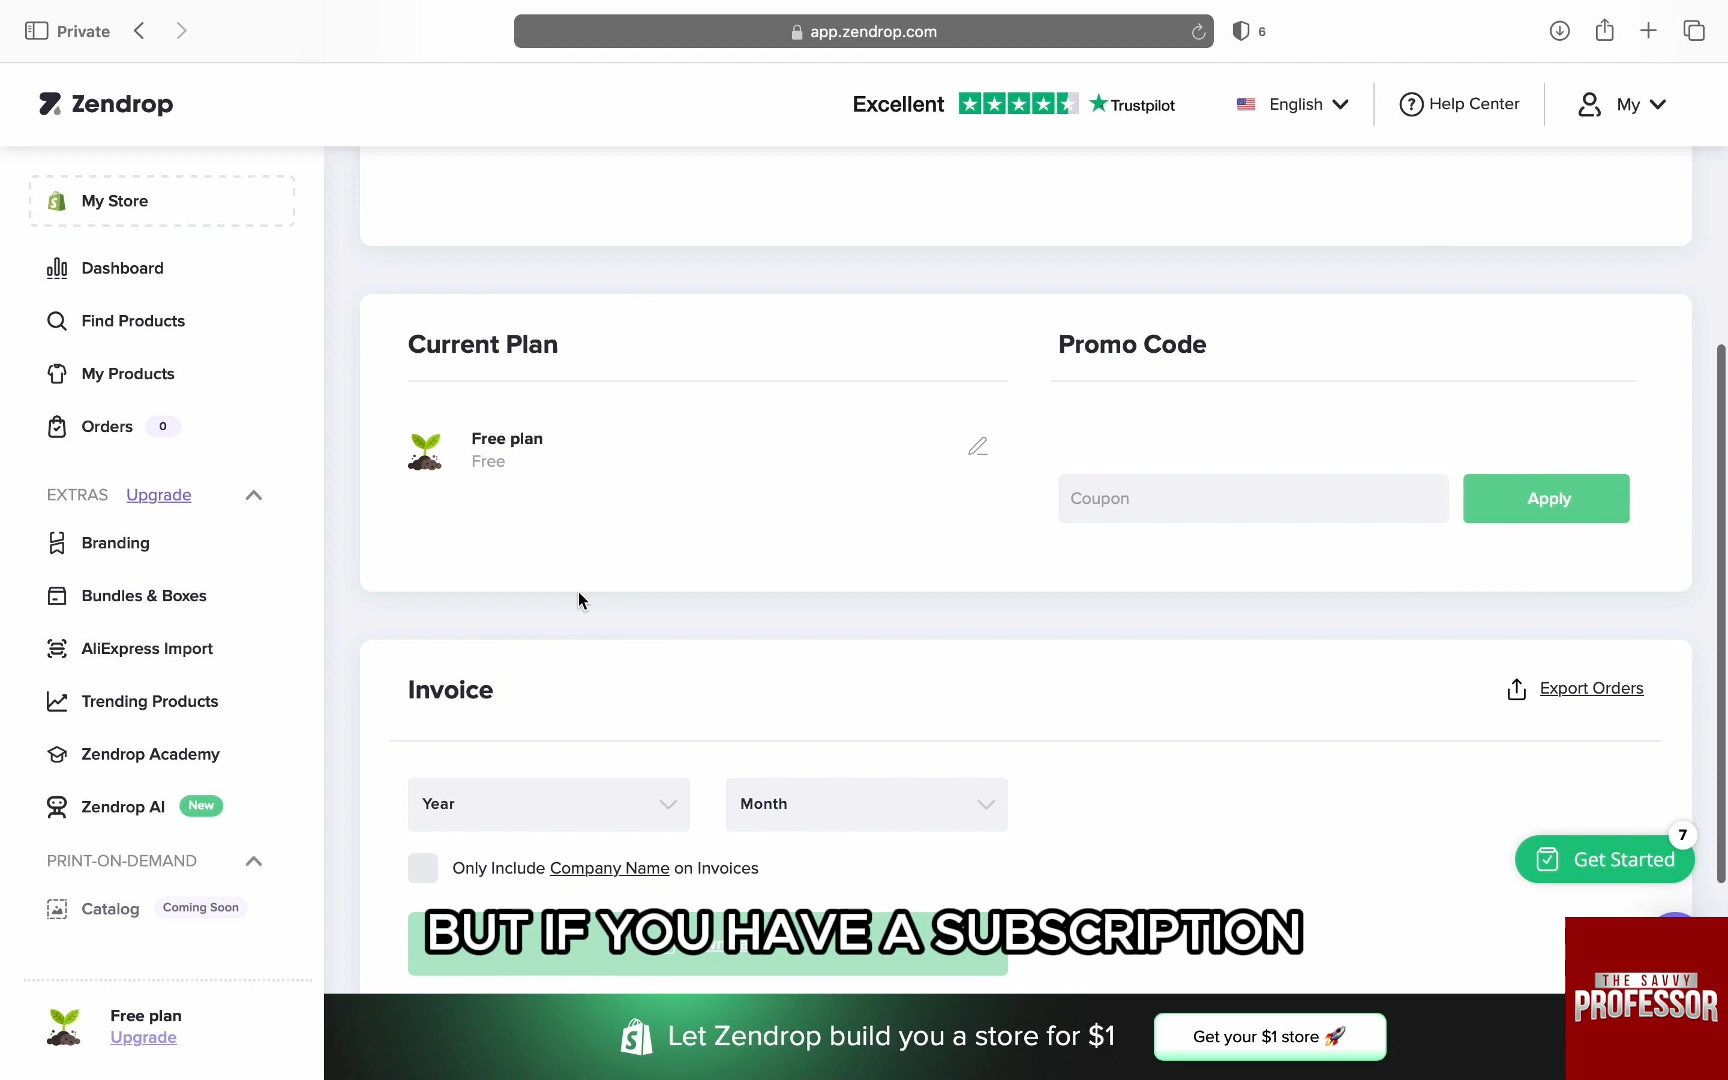 Private
app.zendrop.com
6
Zendrop
Excellent
Trustpilot
English
Help Center
My
My Store
Dashboard
Find Products
My Products
Orders 0
EXTRAS Upgrade
Branding
Bundles & Boxes
AliExpress Import
Trending Products
Zendrop Academy
Zendrop AI New
PRINT-ON-DEMAND
Catalog Coming Soon
Free plan
Upgrade
Current Plan
Free plan
Free
Promo Code
Coupon
Apply
Invoice
Export Orders
Year
Month
Only Include Company Name on Invoices
BUT IF YOU HAVE A SUBSCRIPTION
7
Get Started
Let Zendrop build you a store for $1
Get your $1 store 🚀
THE SAVVY
PROFESSOR